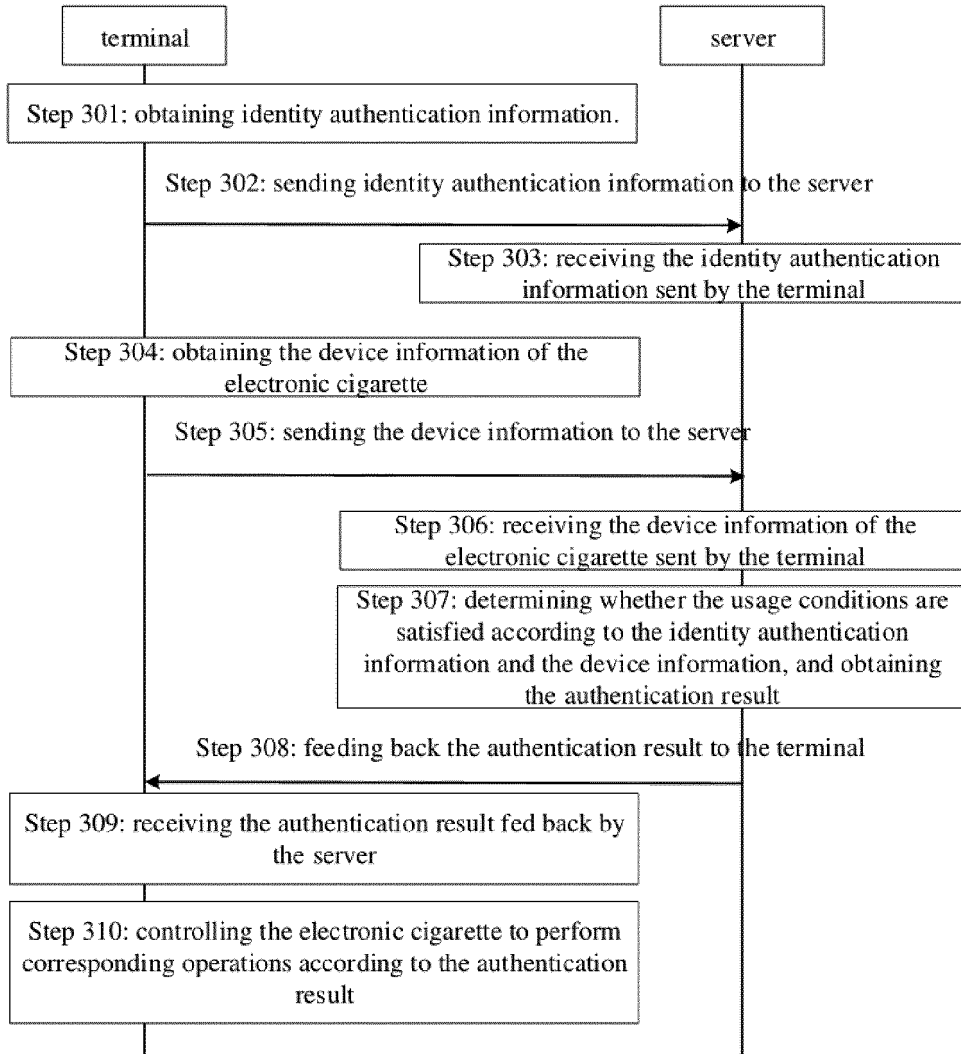 terminal
server
Step 301: obtaining identity authentication information.
Step 302: sending identity authentication information to the server
Step 303: receiving the identity authentication
information sent by the terminal
Step 304: obtaining the device information of the
electronic cigarette
Step 305: sending the device information to the server
Step 306: receiving the device information of the
electronic cigarette sent by the terminal
Step 307: determining whether the usage conditions are
satisfied according to the identity authentication
information and the device information, and obtaining
the authentication result
Step 308: feeding back the authentication result to the terminal
Step 309: receiving the authentication result fed back by
the server
Step 310: controlling the electronic cigarette to perform
corresponding operations according to the authentication
result